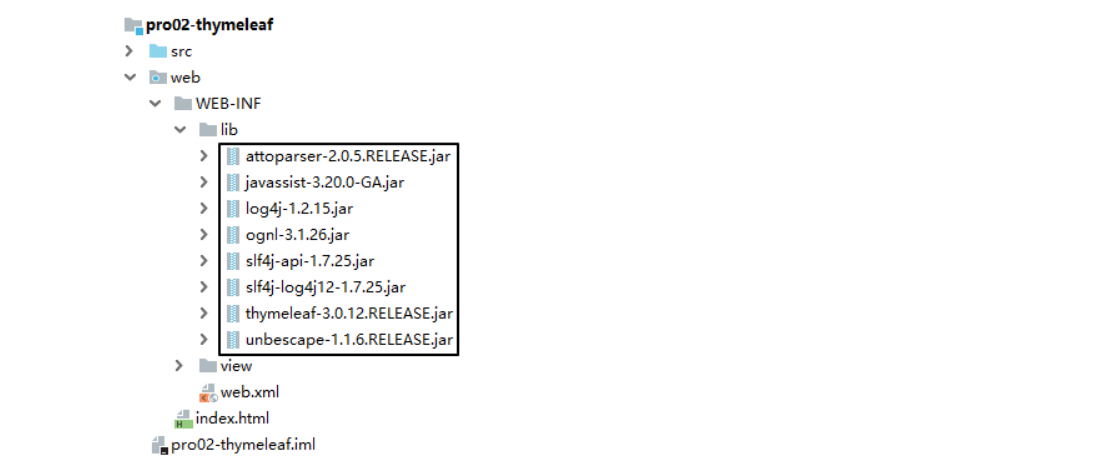 pro02-thymeleaf
src
web
WEB-INF
lib
attoparser-2.0.5.RELEASE.jar
javassist-3.20.0-GA.jar
log4j-1.2.15.jar
ognl-3.1.26.jar
slf4j-api-1.7.25.jar
slf4j-log4j12-1.7.25.jar
thymeleaf-3.0.12.RELEASE.jar
unbescape-1.1.6.RELEASE.jar
view
web.xml
index.html
pro02-thymeleaf.iml